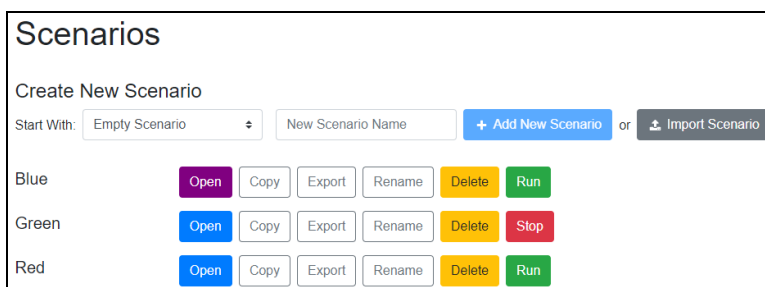 Scenarios
Create New Scenario
Start With: Empty Scenario New Scenario Name + Add New Scenario or Import Scenario
Blue Open Copy Export Rename Delete Run
Green Open Copy Export Rename Delete Stop
Red Open Copy Export Rename Delete Run